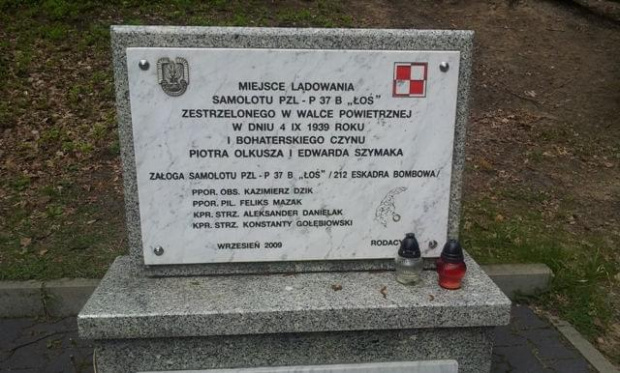 MIEJSCE LĄDOWANIA
SAMOLOTU PZL - P 37 B „ŁOŚ"
ZESTRZELONEGO W WALCE POWIETRZNEJ
W DNIU 4 IX 1939 ROKU
I BOHATERSKIEGO CZYNU
PIOTRA OLKUSZA I EDWARDA SZYMAKA
ZAŁOGA SAMOLOTU PZL - P 37 B „ŁOŚ" /212 ESKADRA BOMBOWA/
PPOR. OBS. KAZIMIERZ DZIK
PPOR. PIL. FELIKS MAZAK
KPR. STRZ. ALEKSANDER DANIELAK
KPR. STRZ. KONSTANTY GOŁĘBIOWSKI
WRZESIEŃ 2009 RODACY